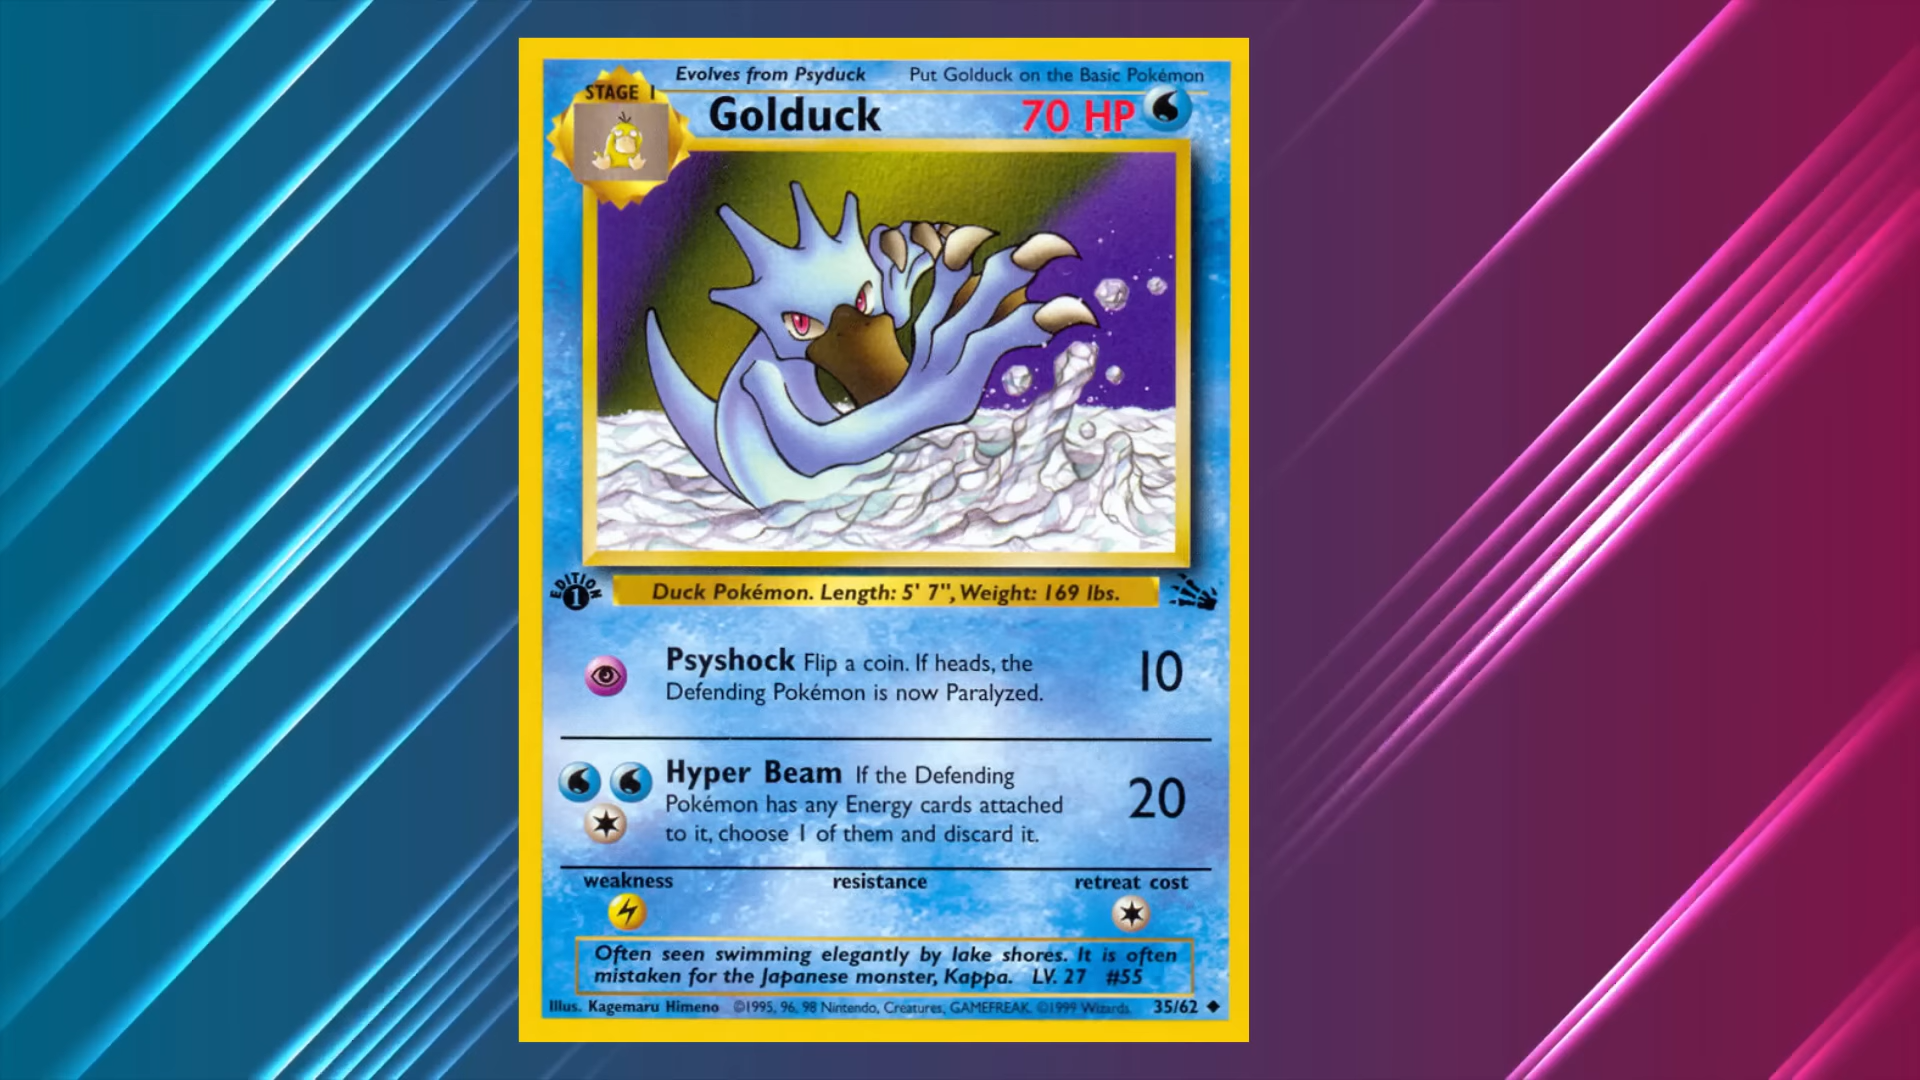 Evolves from Psyduck Put Golduck on the Basic Pokémon
STAGE 1
Golduck 70 HP
EDITION
1
Duck Pokémon. Length: 5' 7", Weight: 169 lbs.
Psyshock Flip a coin. If heads, the
Defending Pokémon is now Paralyzed.
10
Hyper Beam If the Defending
Pokémon has any Energy cards attached
to it, choose 1 of them and discard it.
20
weakness resistance retreat cost
Often seen swimming elegantly by lake shores. It is often
mistaken for the Japanese monster, Kappa. LV. 27 #55
Illus. Kagemaru Himeno ©1995, 96, 98 Nintendo, Creatures, GAMEFREAK. ©1999 Wizards. 35/62